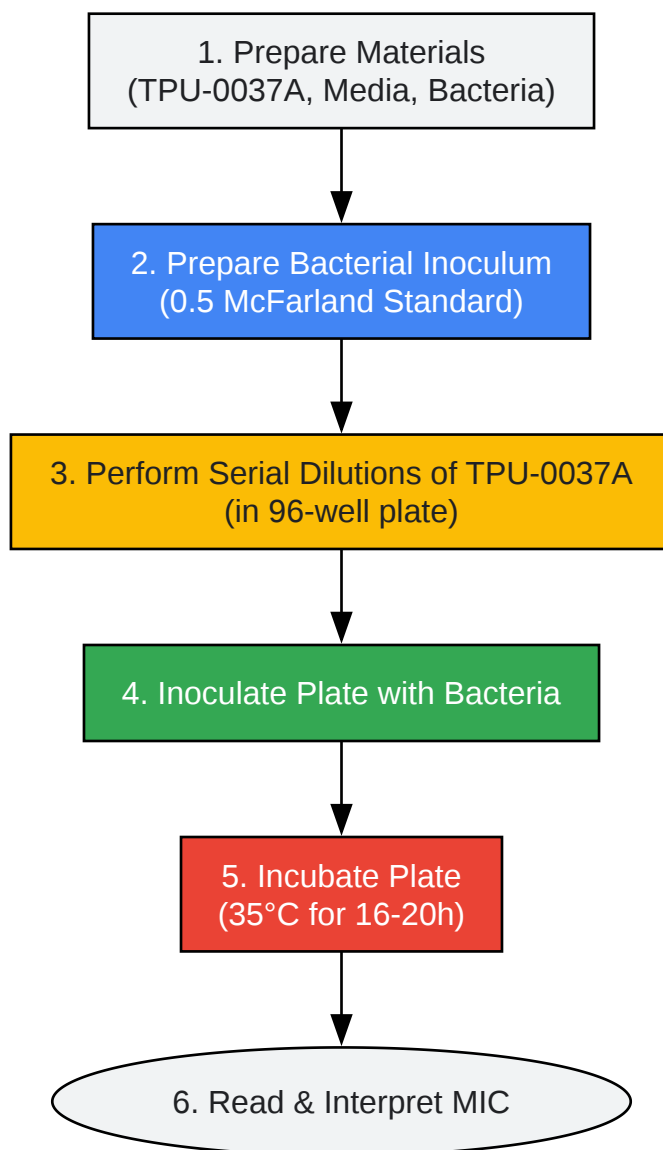 1. Prepare Materials
(TPU-0037A, Media, Bacteria)
2. Prepare Bacterial Inoculum
(0.5 McFarland Standard)
3. Perform Serial Dilutions of TPU-0037A
(in 96-well plate)
4. Inoculate Plate with Bacteria
5. Incubate Plate
(35°C for 16-20h)
6. Read & Interpret MIC